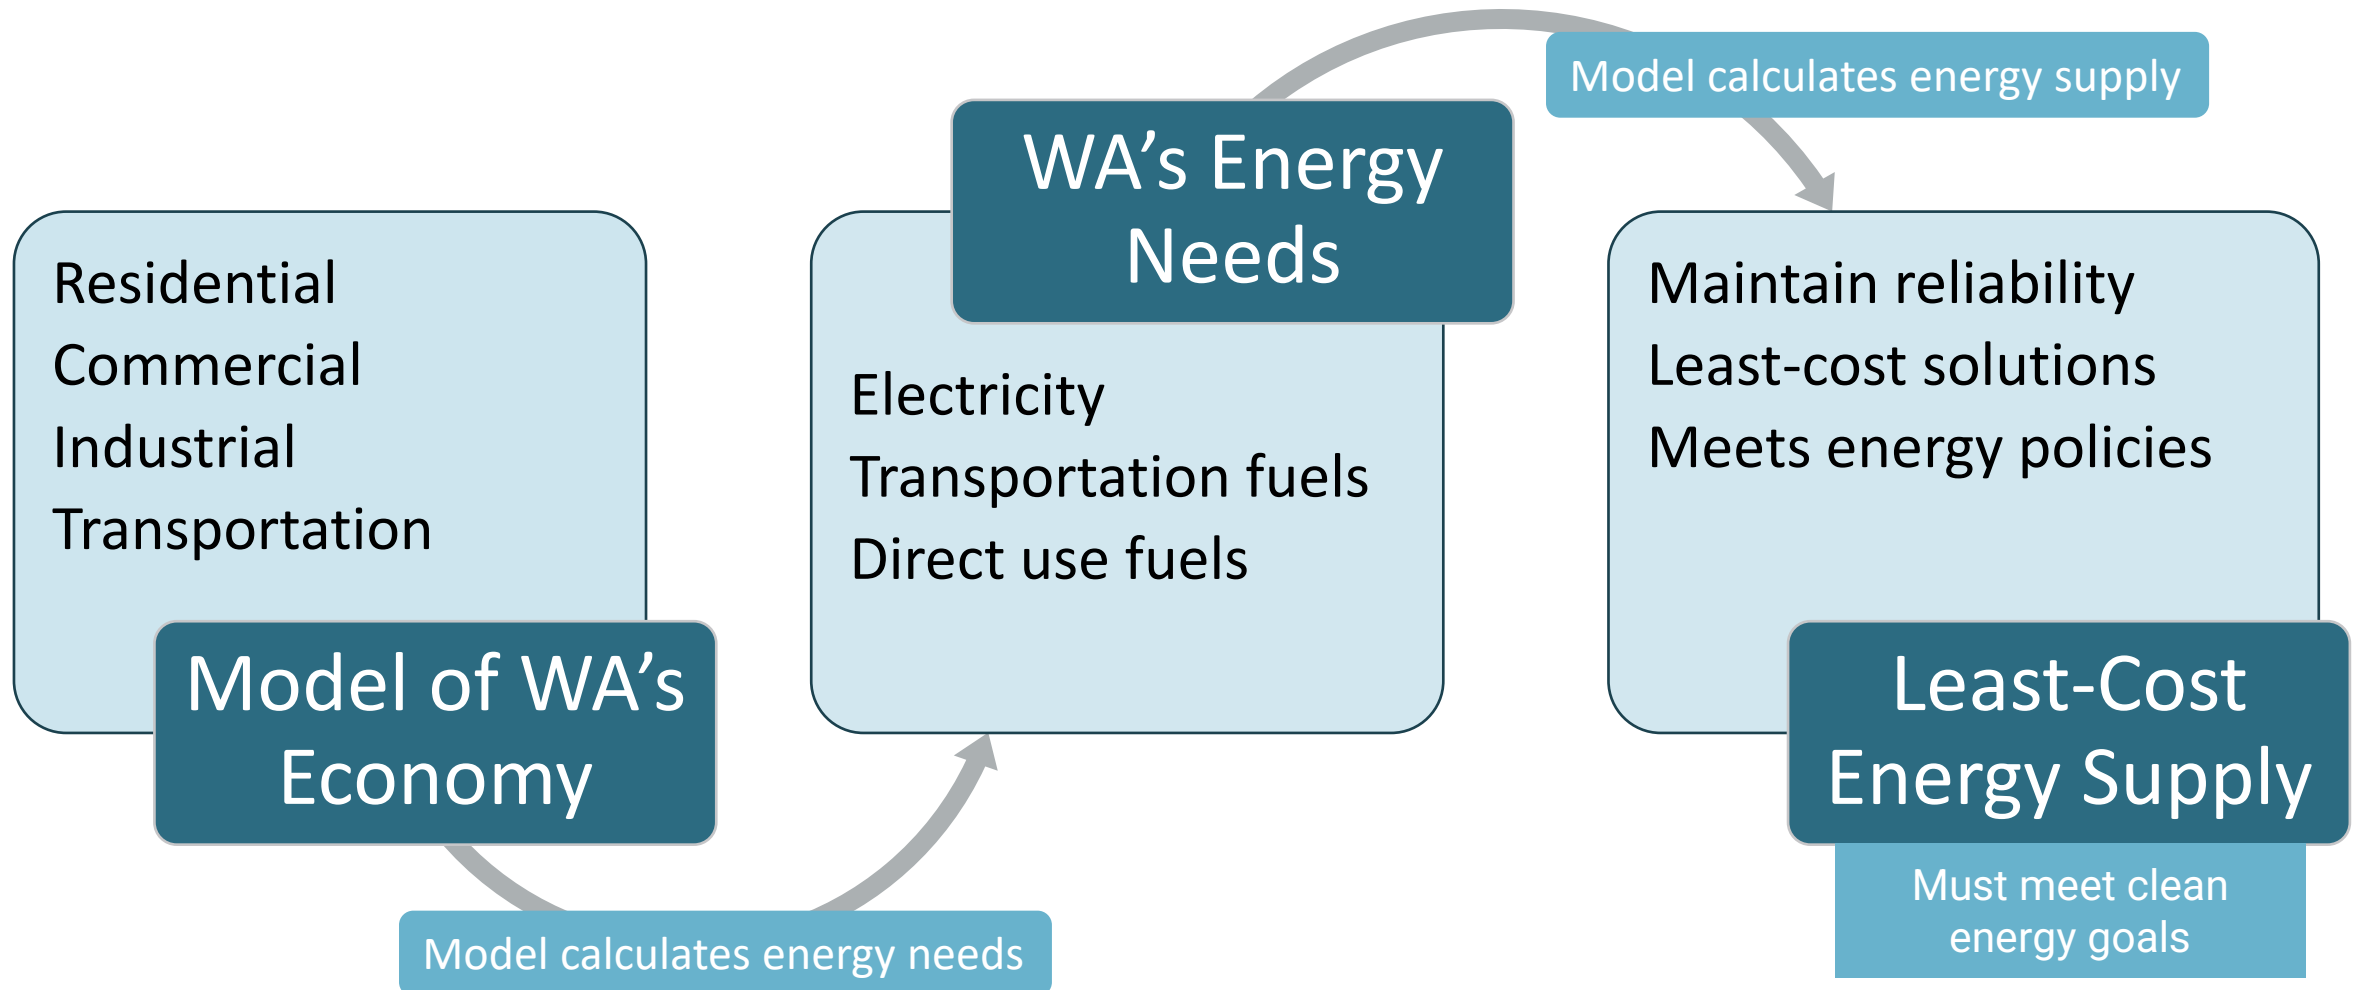 Residential
Commercial
Industrial
Transportation
Model of WA’s
Economy
Model calculates energy needs
WA’s Energy
Needs
Electricity
Transportation fuels
Direct use fuels
Model calculates energy supply
Maintain reliability
Least-cost solutions
Meets energy policies
Least-Cost
Energy Supply
Must meet clean
energy goals